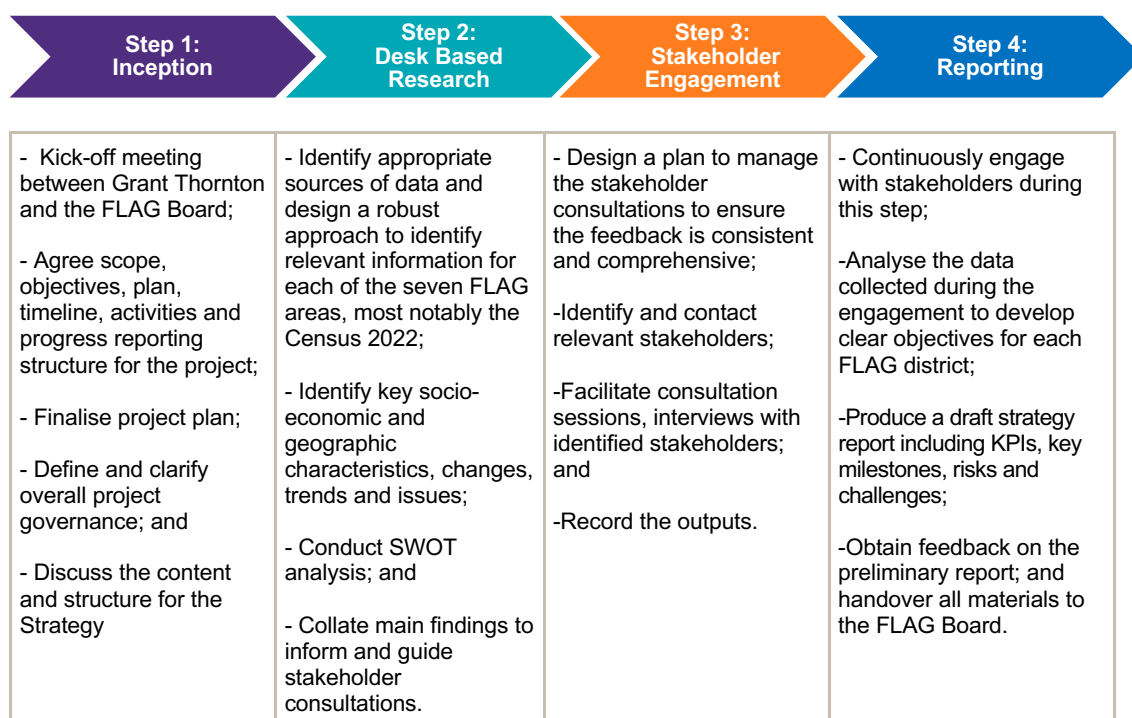 Step 1:
Inception
Step 2:
Desk Based
Research
Step 3:
Stakeholder
Engagement
Step 4:
Reporting
- Kick-off meeting
between Grant Thornton
and the FLAG Board;
- Agree scope,
objectives, plan,
timeline, activities and
progress reporting
structure for the project;
- Finalise project plan;
- Define and clarify
overall project
governance; and
- Discuss the content
and structure for the
Strategy
- Identify appropriate
sources of data and
design a robust
approach to identify
relevant information for
each of the seven FLAG
areas, most notably the
Census 2022;
- Identify key socio-
economic and
geographic
characteristics, changes,
trends and issues;
- Conduct SWOT
analysis; and
- Collate main findings to
inform and guide
stakeholder
consultations.
- Design a plan to manage
the stakeholder
consultations to ensure
the feedback is consistent
and comprehensive;
-Identify and contact
relevant stakeholders;
-Facilitate consultation
sessions, interviews with
identified stakeholders;
and
-Record the outputs.
- Continuously engage
with stakeholders during
this step;
-Analyse the data
collected during the
engagement to develop
clear objectives for each
FLAG district;
-Produce a draft strategy
report including KPIs, key
milestones, risks and
challenges;
-Obtain feedback on the
preliminary report; and
handover all materials to
the FLAG Board.